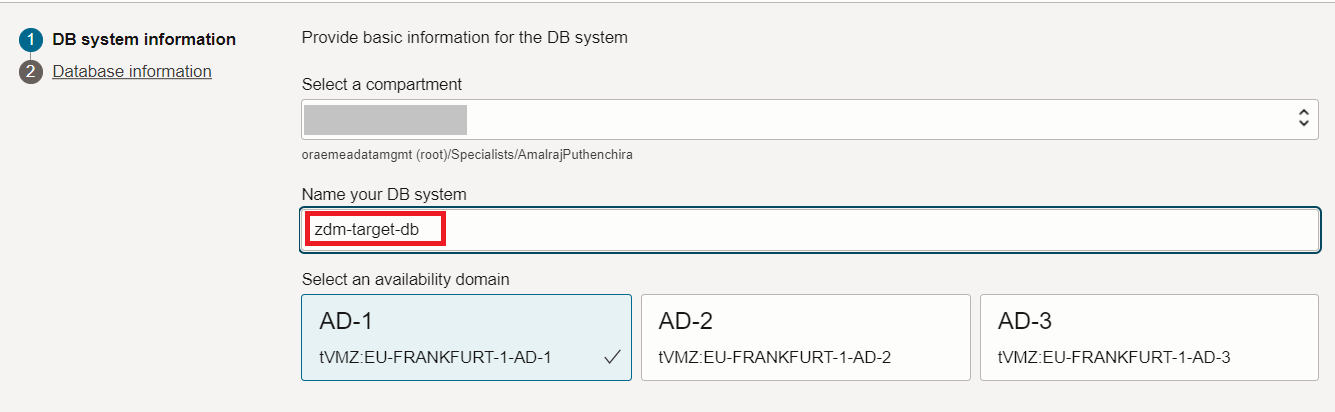 1 DB system information
2 Database information
Provide basic information for the DB system
Select a compartment
oraemeadatamgmt (root)/Specialists/AmalrajPuthenchira
Name your DB system
zdm-target-db
Select an availability domain
AD-1
tVMZ:EU-FRANKFURT-1-AD-1
AD-2
tVMZ:EU-FRANKFURT-1-AD-2
AD-3
tVMZ:EU-FRANKFURT-1-AD-3